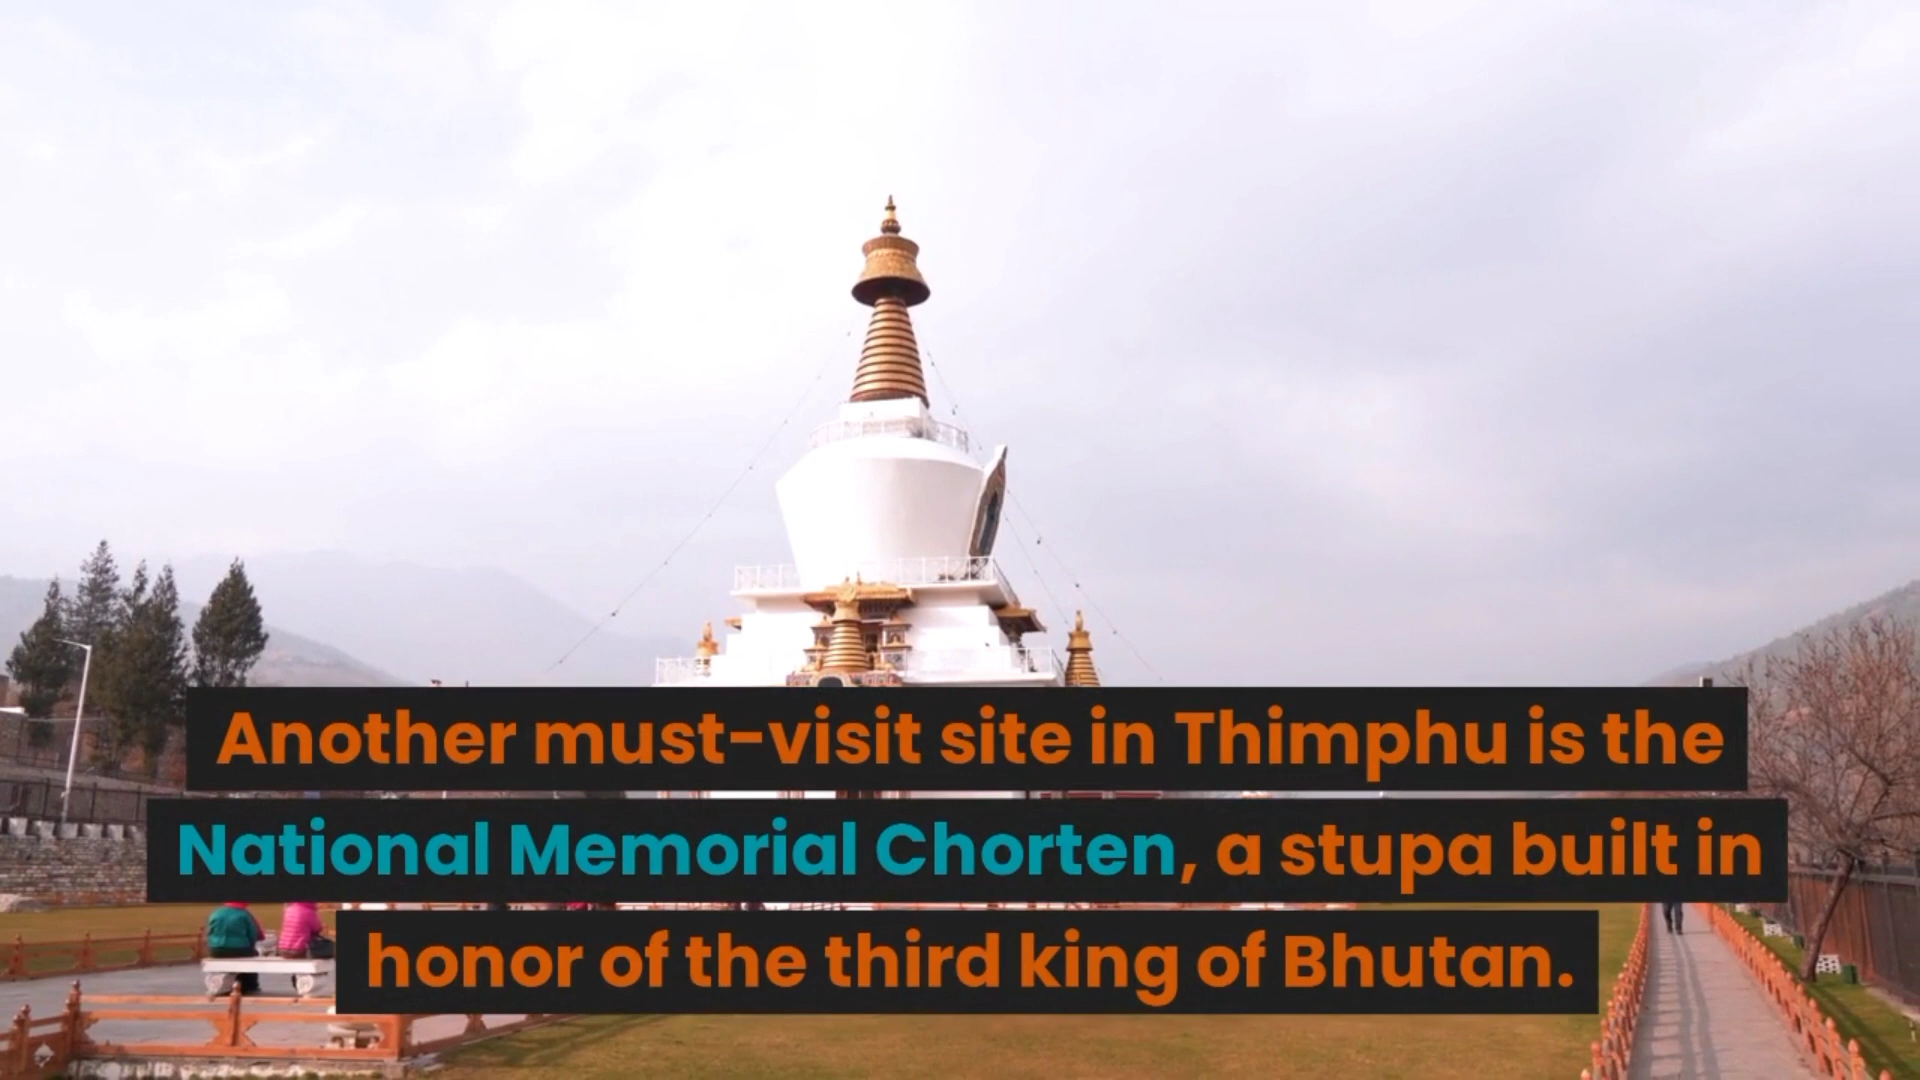 Another must-visit site in Thimphu is the
National Memorial Chorten, a stupa built in
honor of the third king of Bhutan.